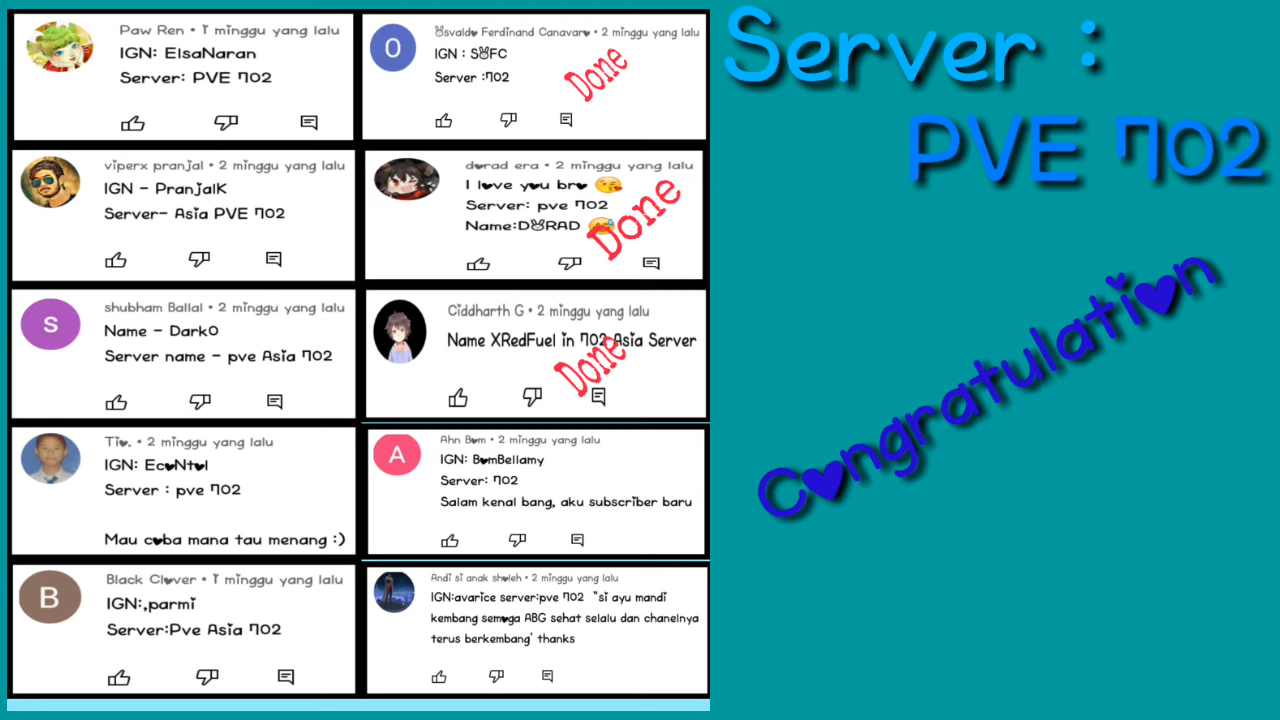 Paw Ren • 1 minggu yang lalu
IGN: ElsaNaran
Server: PVE 702
viperx pranjal • 2 minggu yang lalu
IGN - PranjalK
Server- Asia PVE 702
shubham Ballal • 2 minggu yang lalu
S
Name - DarkO
Server name - pve Asia 702
Tio. • 2 minggu yang lalu
IGN: EcoNtol
Server : pve 702
Mau coba mana tau menang :)
Black Clover • 1 minggu yang lalu
B
IGN:,parmi
Server:Pve Asia 702
Osvaldo Ferdinand Canavaro • 2 minggu yang lalu
O
IGN : SOFC
Server :702
Done
dorad era • 2 minggu yang lalu
I love you bro 😘
Server: pve 702
Name:DORAD 😅
Done
Ciddharth G • 2 minggu yang lalu
Name XRedFuel in 702 Asia Server
Done
Ahn Bom • 2 minggu yang lalu
A
IGN: BomBellamy
Server: 702
Salam kenal bang, aku subscriber baru
Andi si anak sholeh • 2 minggu yang lalu
IGN:avarice server:pve 702 "si ayu mandi
kembang semoga ABG sehat selalu dan chanelnya
terus berkembang' thanks
Server :
PVE 702
Congratulation